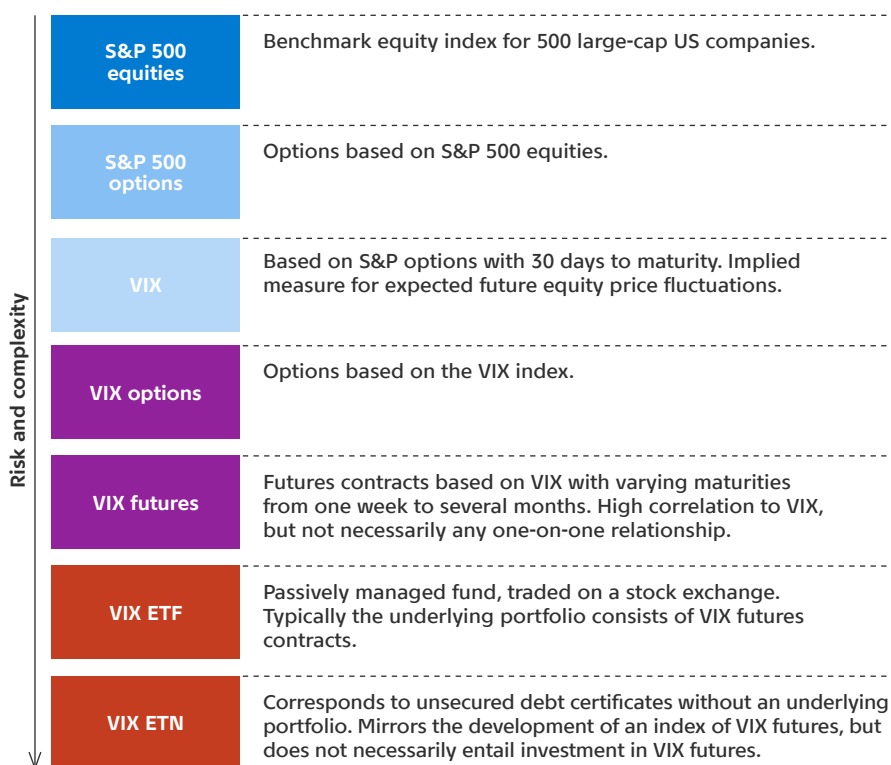 S&P 500
equities
Benchmark equity index for 500 large-cap US companies.
S&P 500
options
Options based on S&P 500 equities.
VIX
Based on S&P options with 30 days to maturity. Implied
measure for expected future equity price fluctuations.
Risk and complexity
VIX options
Options based on the VIX index.
VIX futures
Futures contracts based on VIX with varying maturities
from one week to several months. High correlation to VIX,
but not necessarily any one-on-one relationship.
VIX ETF
Passively managed fund, traded on a stock exchange.
Typically the underlying portfolio consists of VIX futures
contracts.
VIX ETN
Corresponds to unsecured debt certificates without an underlying
portfolio. Mirrors the development of an index of VIX futures, but
does not necessarily entail investment in VIX futures.